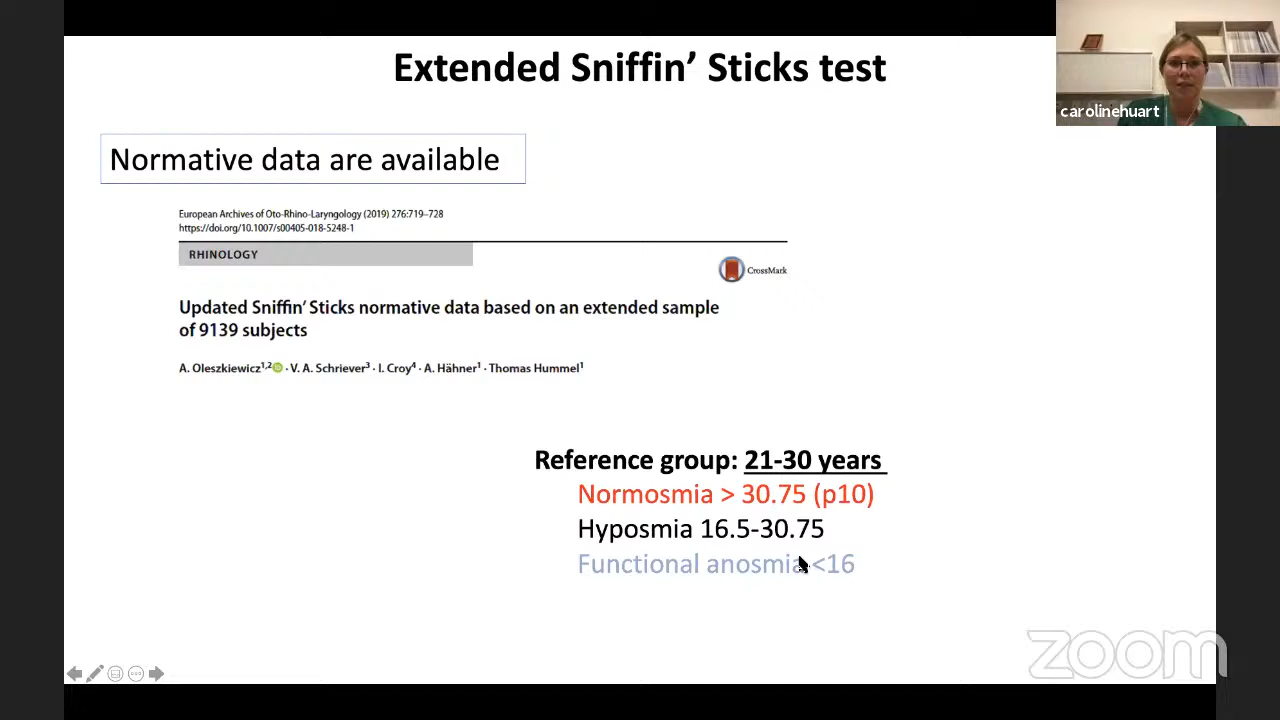 Extended Sniffin’ Sticks test
carolinehuart
Normative data are available
European Archives of Oto-Rhino-Laryngology (2019) 276:719–728
https://doi.org/10.1007/s00405-018-5248-1
RHINOLOGY
CrossMark
Updated Sniffin’ Sticks normative data based on an extended sample
of 9139 subjects
A. Oleszkiewicz1,2 · V. A. Schriever3 · I. Croy4 · A. Hähner1 · Thomas Hummel1
Reference group: 21-30 years
Normosmia > 30.75 (p10)
Hyposmia 16.5-30.75
Functional anosmia <16
zoom